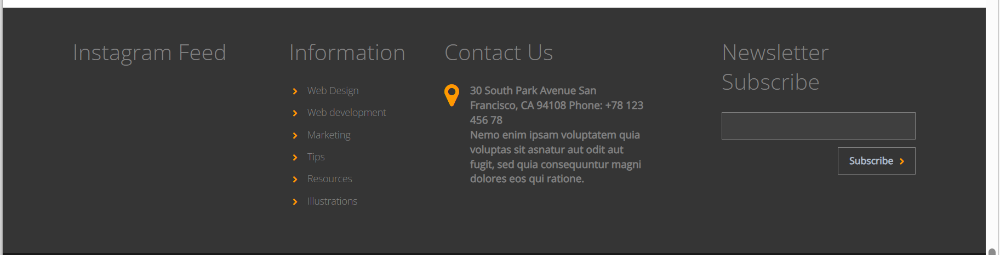 Instagram Feed
Information
Web Design
Web development
Marketing
Tips
Resources
Illustrations
Contact Us
30 South Park Avenue San
Francisco, CA 94108 Phone: +78 123
456 78
Nemo enim ipsam voluptatem quia
voluptas sit asnatur aut odit aut
fugit, sed quia consequuntur magni
dolores eos qui ratione.
Newsletter
Subscribe
Subscribe